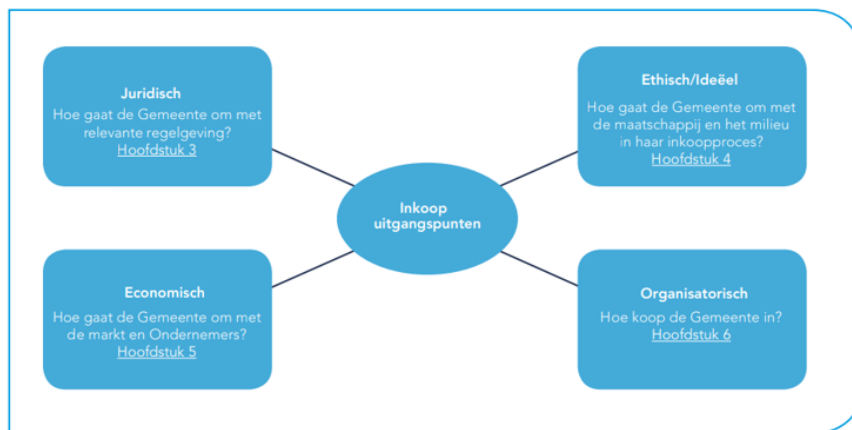 Juridisch
Hoe gaat de Gemeente om met
relevante regelgeving?
Hoofdstuk 3
Ethisch/Ideëel
Hoe gaat de Gemeente om met
de maatschappij en het milieu
in haar inkoopproces?
Hoofdstuk 4
Inkoop
uitgangspunten
Economisch
Hoe gaat de Gemeente om met
de markt en Ondernemers?
Hoofdstuk 5
Organisatorisch
Hoe koop de Gemeente in?
Hoofdstuk 6